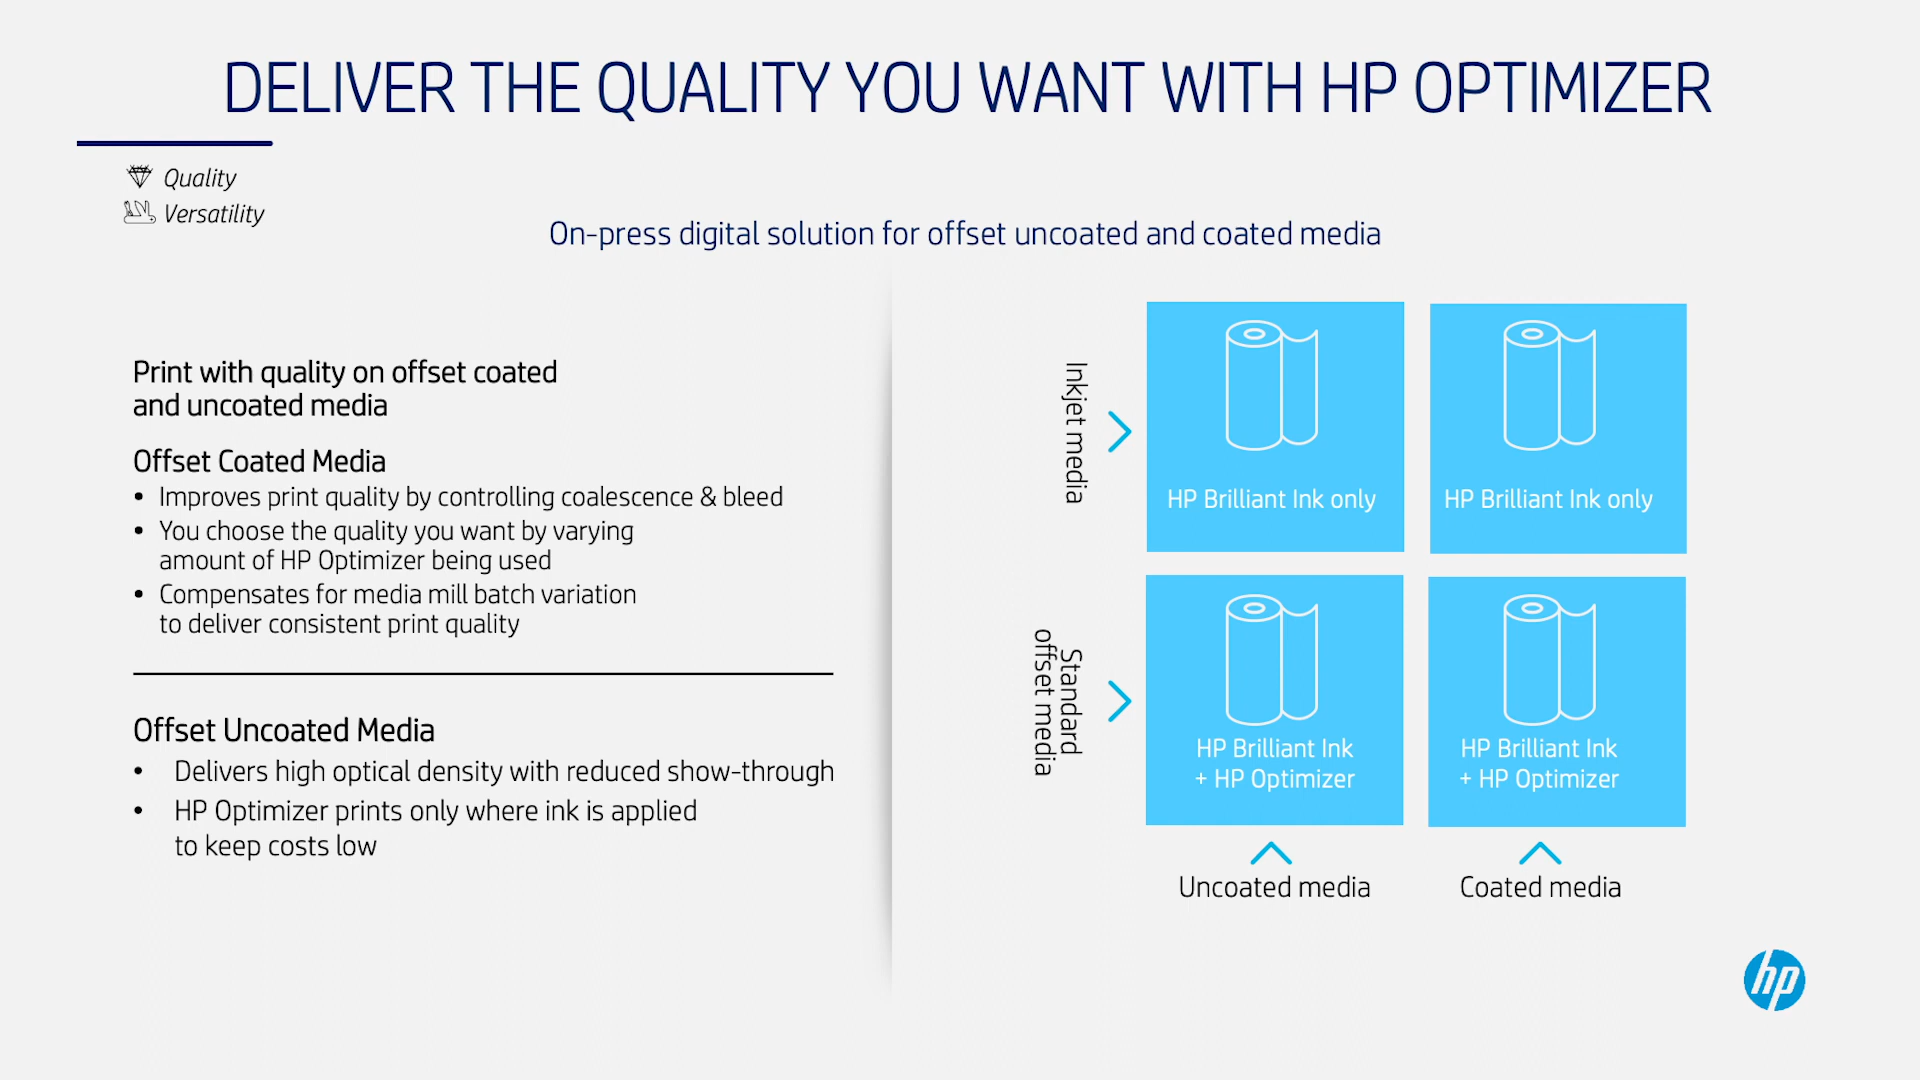 DELIVER THE QUALITY YOU WANT WITH HP OPTIMIZER
Quality
Versatility
On-press digital solution for offset uncoated and coated media
Print with quality on offset coated
and uncoated media
Offset Coated Media
• Improves print quality by controlling coalescence & bleed
• You choose the quality you want by varying
amount of HP Optimizer being used
• Compensates for media mill batch variation
to deliver consistent print quality
Offset Uncoated Media
• Delivers high optical density with reduced show-through
• HP Optimizer prints only where ink is applied
to keep costs low
Inkjet media
HP Brilliant Ink only
HP Brilliant Ink only
Standard
offset media
HP Brilliant Ink
+ HP Optimizer
HP Brilliant Ink
+ HP Optimizer
Uncoated media
Coated media
hp